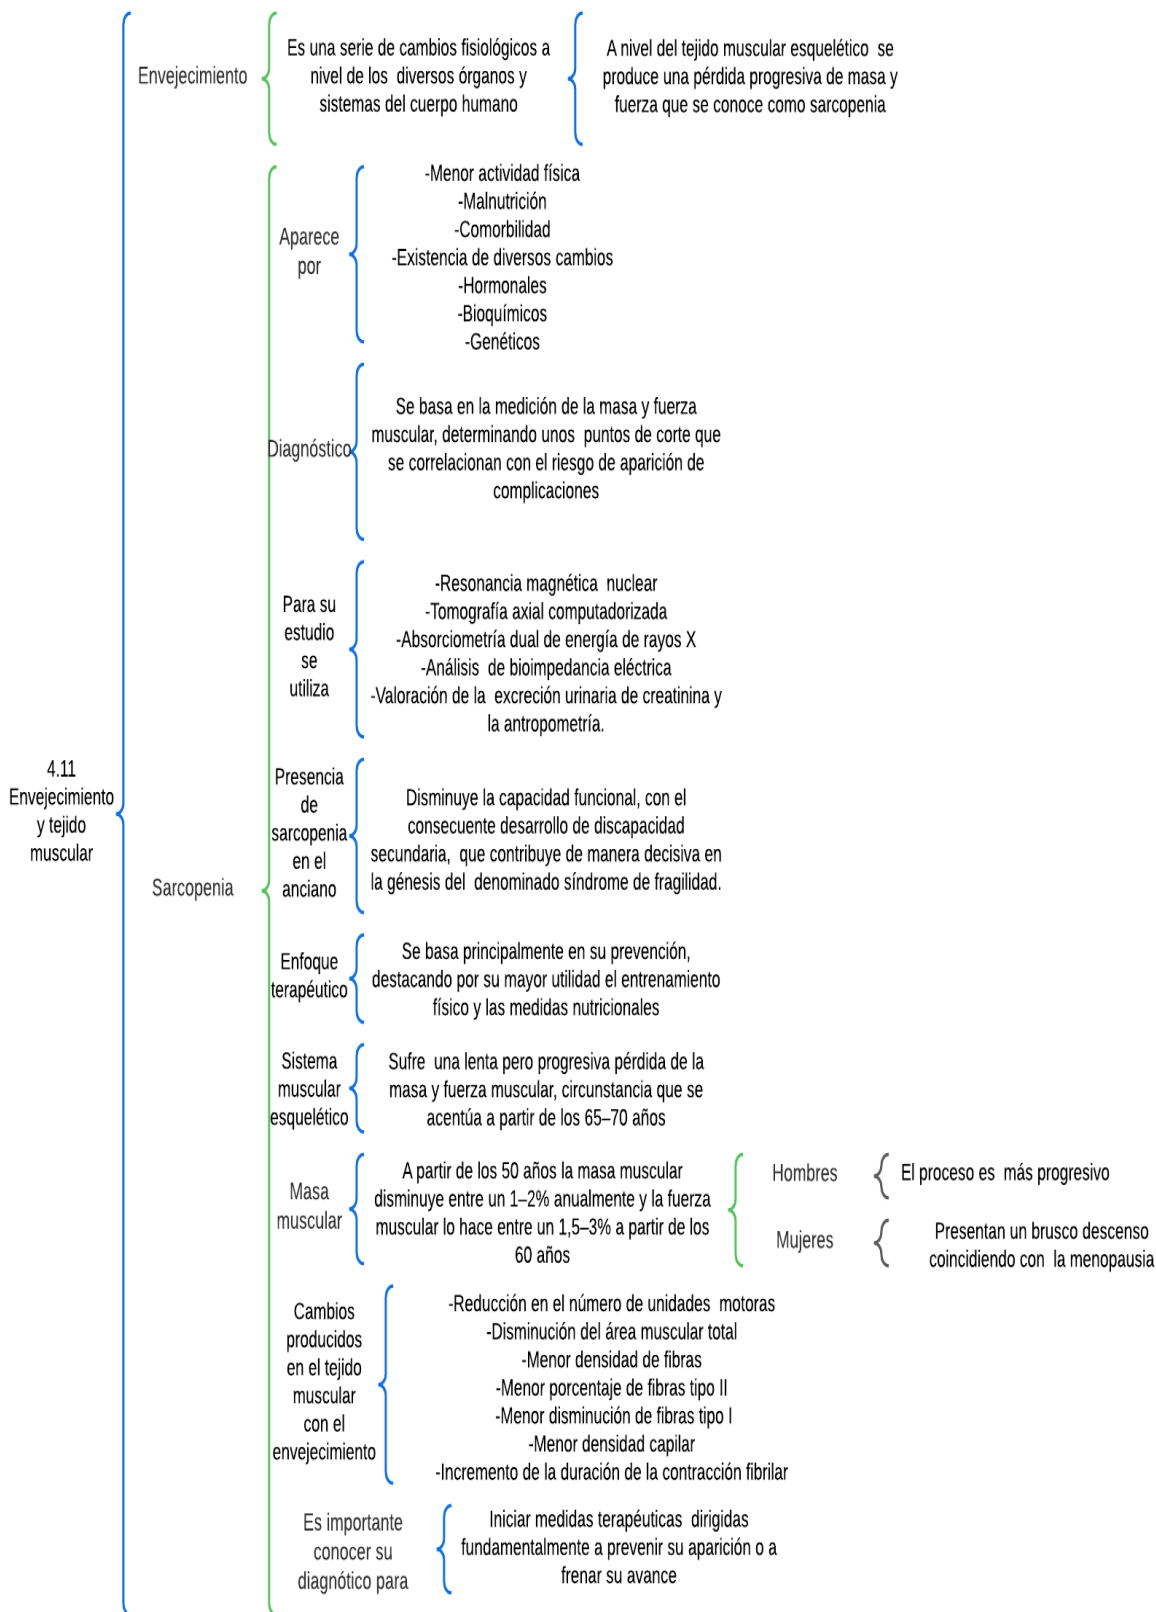 4.11
Envejecimiento
y tejido
muscular
Envejecimiento
Es una serie de cambios fisiológicos a
nivel de los diversos órganos y
sistemas del cuerpo humano
A nivel del tejido muscular esquelético se
produce una pérdida progresiva de masa y
fuerza que se conoce como sarcopenia
Sarcopenia
Aparece
por
-Menor actividad física
-Malnutrición
-Comorbilidad
-Existencia de diversos cambios
-Hormonales
-Bioquímicos
-Genéticos
Diagnóstico
Se basa en la medición de la masa y fuerza
muscular, determinando unos puntos de corte que
se correlacionan con el riesgo de aparición de
complicaciones
Para su
estudio
se
utiliza
-Resonancia magnética nuclear
-Tomografía axial computadorizada
-Absorciometría dual de energía de rayos X
-Análisis de bioimpedancia eléctrica
-Valoración de la excreción urinaria de creatinina y
la antropometría.
Presencia
de
sarcopenia
en el
anciano
Disminuye la capacidad funcional, con el
consecuente desarrollo de discapacidad
secundaria, que contribuye de manera decisiva en
la génesis del denominado síndrome de fragilidad.
Enfoque
terapéutico
Se basa principalmente en su prevención,
destacando por su mayor utilidad el entrenamiento
físico y las medidas nutricionales
Sistema
muscular
esquelético
Sufre una lenta pero progresiva pérdida de la
masa y fuerza muscular, circunstancia que se
acentúa a partir de los 65–70 años
Masa
muscular
A partir de los 50 años la masa muscular
disminuye entre un 1–2% anualmente y la fuerza
muscular lo hace entre un 1,5–3% a partir de los
60 años
Hombres
El proceso es más progresivo
Mujeres
Presentan un brusco descenso
coincidiendo con la menopausia
Cambios
producidos
en el tejido
muscular
con el
envejecimiento
-Reducción en el número de unidades motoras
-Disminución del área muscular total
-Menor densidad de fibras
-Menor porcentaje de fibras tipo II
-Menor disminución de fibras tipo I
-Menor densidad capilar
-Incremento de la duración de la contracción fibrilar
Es importante
conocer su
diagnótico para
Iniciar medidas terapéuticas dirigidas
fundamentalmente a prevenir su aparición o a
frenar su avance